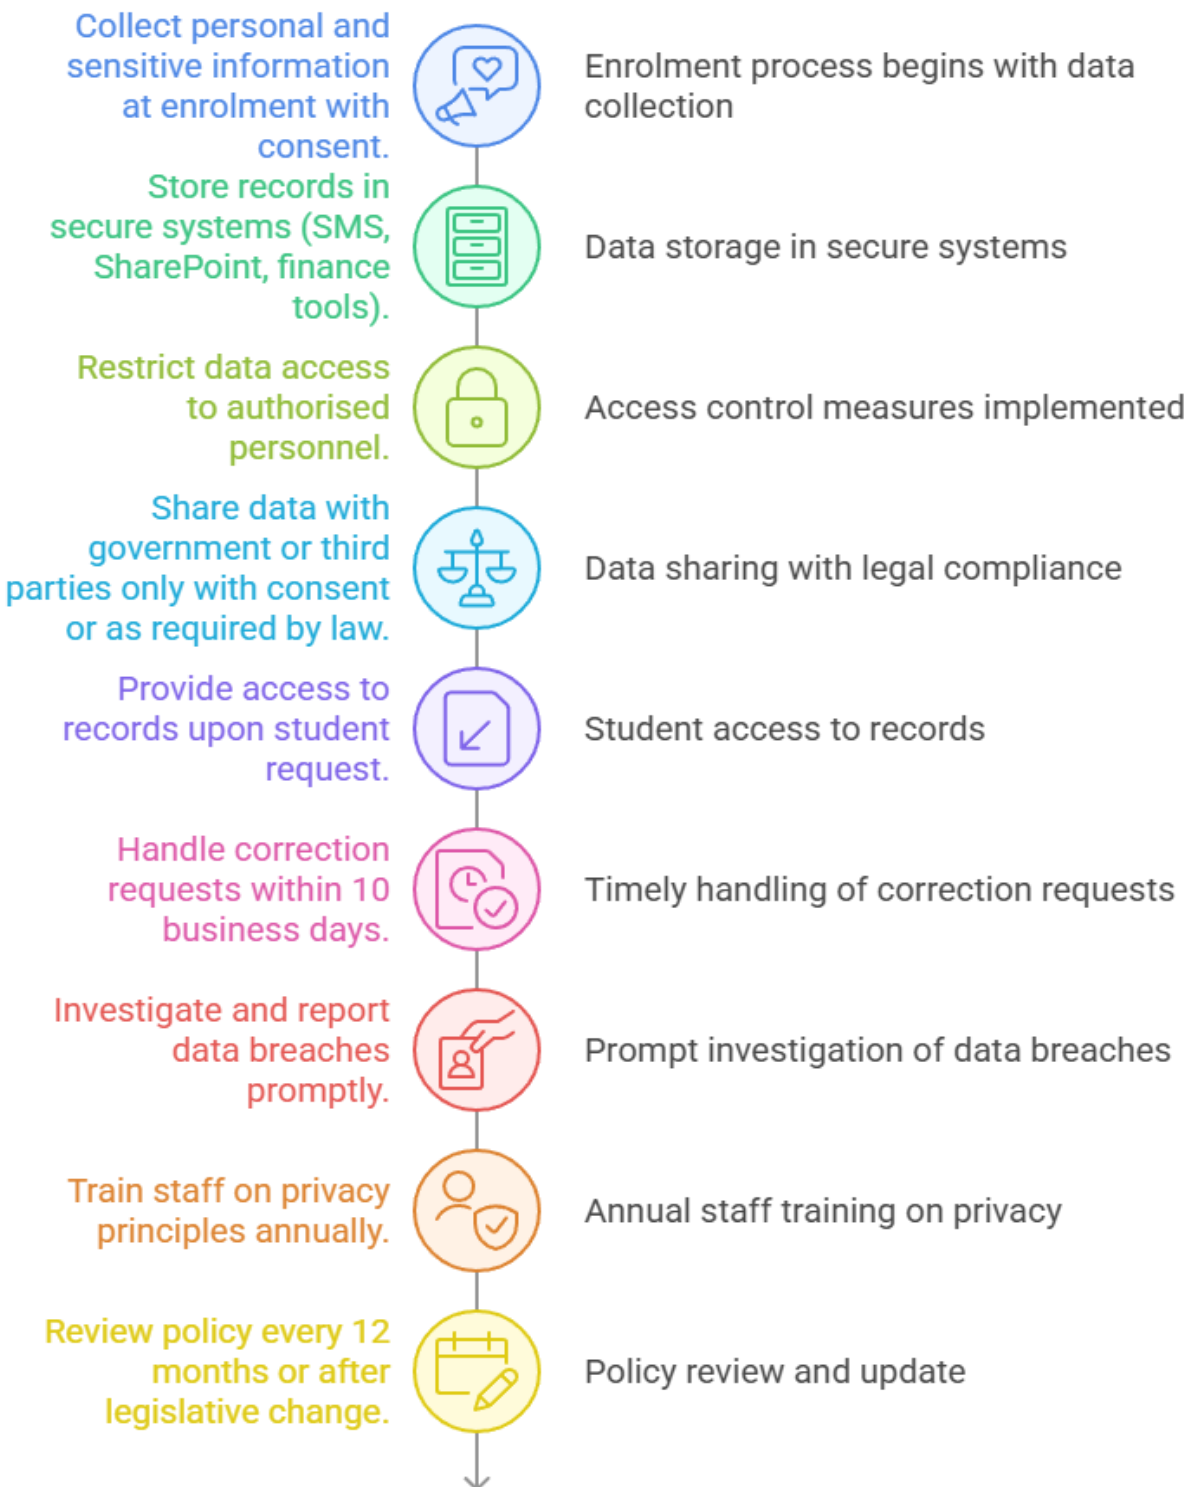 Collect personal and
sensitive information
at enrolment with
consent.
Enrolment process begins with data
collection
Store records in
secure systems (SMS,
SharePoint, finance
tools).
Data storage in secure systems
Restrict data access
to authorised
personnel.
Access control measures implemented
Share data with
government or third
parties only with consent
or as required by law.
Data sharing with legal compliance
Provide access to
records upon student
request.
Student access to records
Handle correction
requests within 10
business days.
Timely handling of correction requests
Investigate and report
data breaches
promptly.
Prompt investigation of data breaches
Train staff on privacy
principles annually.
Annual staff training on privacy
Review policy every 12
months or after
legislative change.
Policy review and update